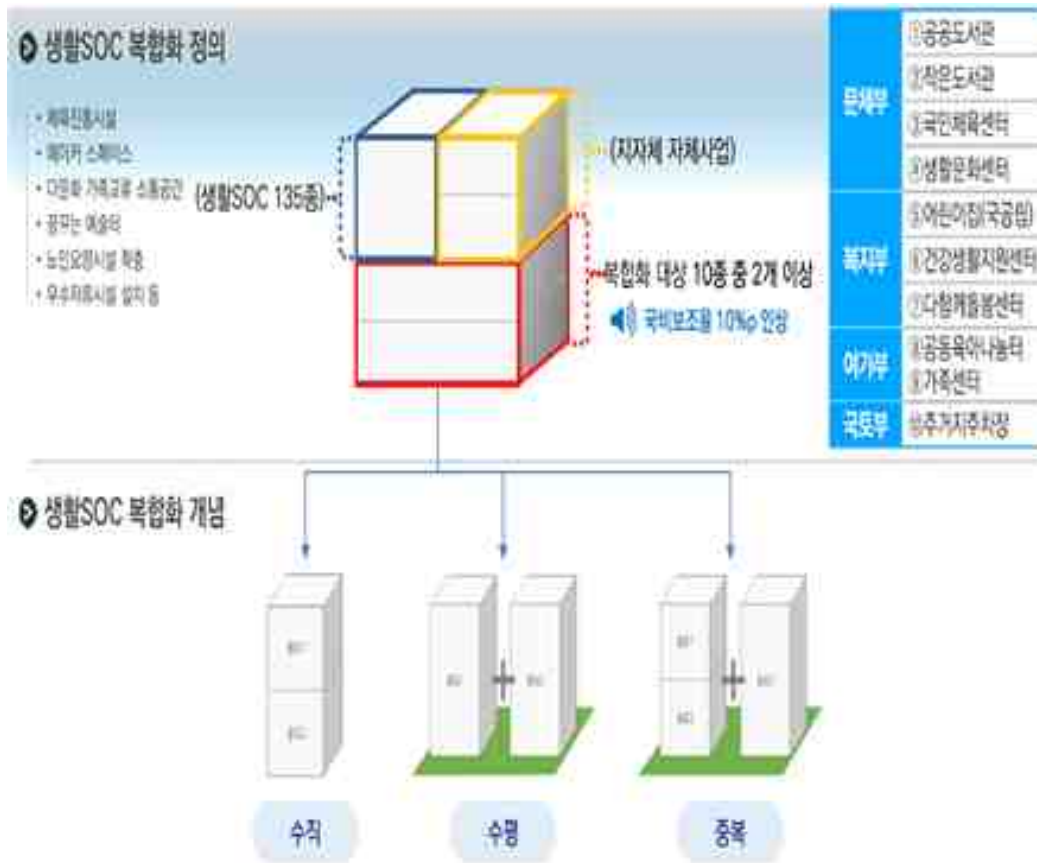 생활SOC 복합화 정의
• 체육진흥시설
• 메이커 스페이스
• 다문화 가족교류 소통공간
• 꿈꾸는 예술터
• 노인요양시설 확충
• 우수저류시설 설치 등
(생활SOC 135종)
(지자체 자체사업)
복합화 대상 10종 중 2개 이상
국비보조율 10%p 인상
문체부
①공공도서관
②작은도서관
③국민체육센터
④생활문화센터
복지부
⑤어린이집(국공립)
⑥건강생활지원센터
⑦다함께돌봄센터
여가부
⑧공동육아나눔터
⑨가족센터
국토부
⑩주거지주차장
생활SOC 복합화 개념
수직
수평
중복